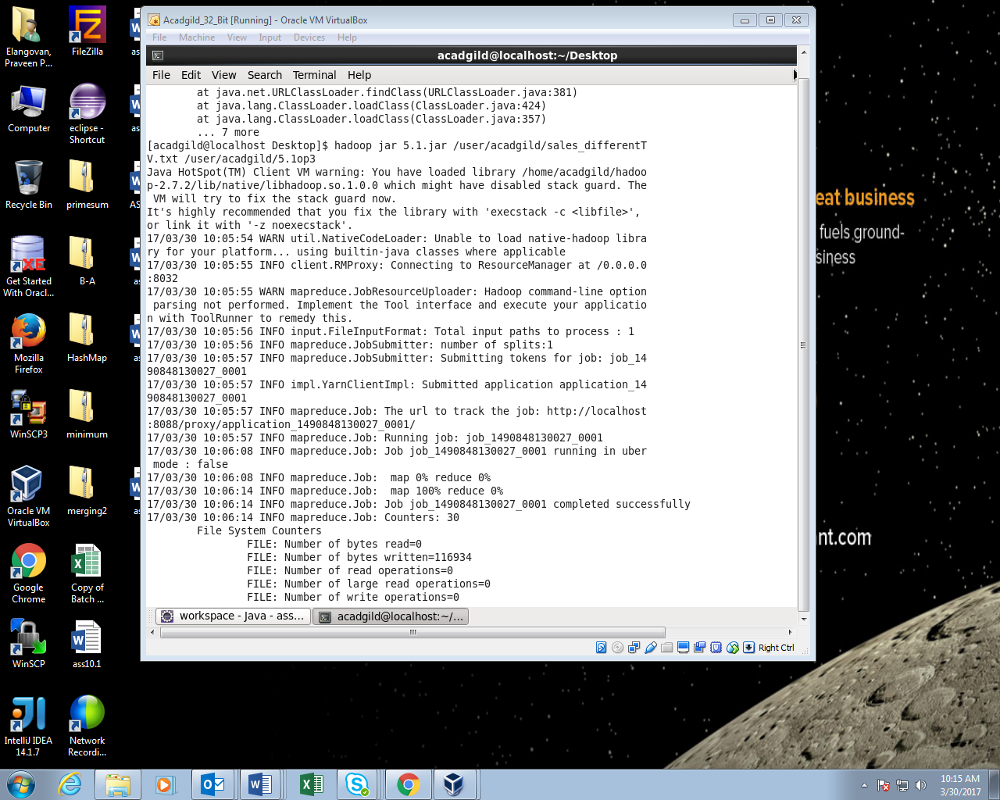 Acadgild_32_Bit [Running] - Oracle VM VirtualBox
File Machine View Input Devices Help
acadgild@localhost:~/Desktop
File Edit View Search Terminal Help
at java.net.URLClassLoader.findClass(URLClassLoader.java:381)
at java.lang.ClassLoader.loadClass(ClassLoader.java:424)
at java.lang.ClassLoader.loadClass(ClassLoader.java:357)
... 7 more
[acadgild@localhost Desktop]$ hadoop jar 5.1.jar /user/acadgild/sales_differentT
V.txt /user/acadgild/5.1op3
Java HotSpot(TM) Client VM warning: You have loaded library /home/acadgild/hadoo
p-2.7.2/lib/native/libhadoop.so.1.0.0 which might have disabled stack guard. The
VM will try to fix the stack guard now.
It's highly recommended that you fix the library with 'execstack -c <libfile>',
or link it with '-z noexecstack'.
17/03/30 10:05:54 WARN util.NativeCodeLoader: Unable to load native-hadoop libra
ry for your platform... using builtin-java classes where applicable
17/03/30 10:05:55 INFO client.RMProxy: Connecting to ResourceManager at /0.0.0.0
:8032
17/03/30 10:05:55 WARN mapreduce.JobResourceUploader: Hadoop command-line option
parsing not performed. Implement the Tool interface and execute your applicatio
n with ToolRunner to remedy this.
17/03/30 10:05:56 INFO input.FileInputFormat: Total input paths to process : 1
17/03/30 10:05:56 INFO mapreduce.JobSubmitter: number of splits:1
17/03/30 10:05:57 INFO mapreduce.JobSubmitter: Submitting tokens for job: job_14
90848130027_0001
17/03/30 10:05:57 INFO impl.YarnClientImpl: Submitted application application_14
90848130027_0001
17/03/30 10:05:57 INFO mapreduce.Job: The url to track the job: http://localhost
:8088/proxy/application_1490848130027_0001/
17/03/30 10:05:57 INFO mapreduce.Job: Running job: job_1490848130027_0001
17/03/30 10:06:08 INFO mapreduce.Job: Job job_1490848130027_0001 running in uber
mode : false
17/03/30 10:06:08 INFO mapreduce.Job:  map 0% reduce 0%
17/03/30 10:06:14 INFO mapreduce.Job:  map 100% reduce 0%
17/03/30 10:06:14 INFO mapreduce.Job: Job job_1490848130027_0001 completed successfully
17/03/30 10:06:14 INFO mapreduce.Job: Counters: 30
File System Counters
FILE: Number of bytes read=0
FILE: Number of bytes written=116934
FILE: Number of read operations=0
FILE: Number of large read operations=0
FILE: Number of write operations=0
workspace - Java - ass...
acadgild@localhost:~/...
Right Ctrl
Elangovan,
Praveen P...
FileZilla
as
Computer
eclipse -
Shortcut
as
Recycle Bin
primesum
AS
Get Started
With Oracl...
B-A
as
Mozilla
Firefox
HashMap
as
WinSCP3
minimum
as
Oracle VM
VirtualBox
merging2
as
Google
Chrome
Copy of
Batch ...
WinSCP
ass10.1
IntelliJ IDEA
14.1.7
Network
Recordi...
eat business
fuels ground-
siness
nt.com
10:15 AM
3/30/2017